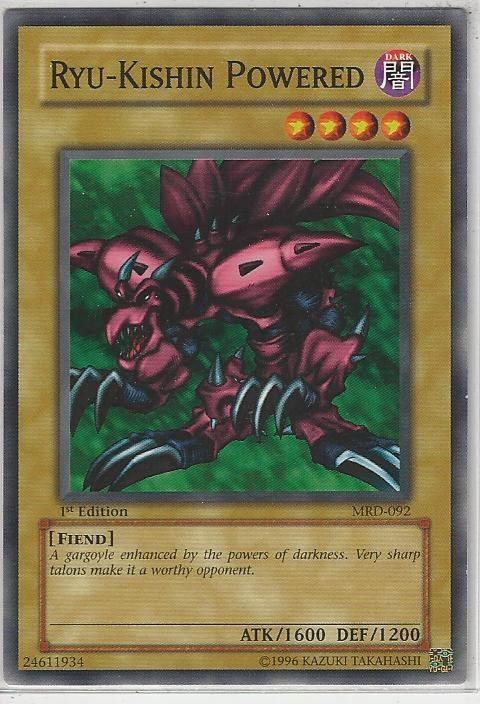 RYU-KISHIN POWERED
DARK
闇
1st Edition
MRD-092
[FIEND]
A gargoyle enhanced by the powers of darkness. Very sharp
talons make it a worthy opponent.
ATK/1600 DEF/1200
24611934
©1996 KAZUKI TAKAHASHI